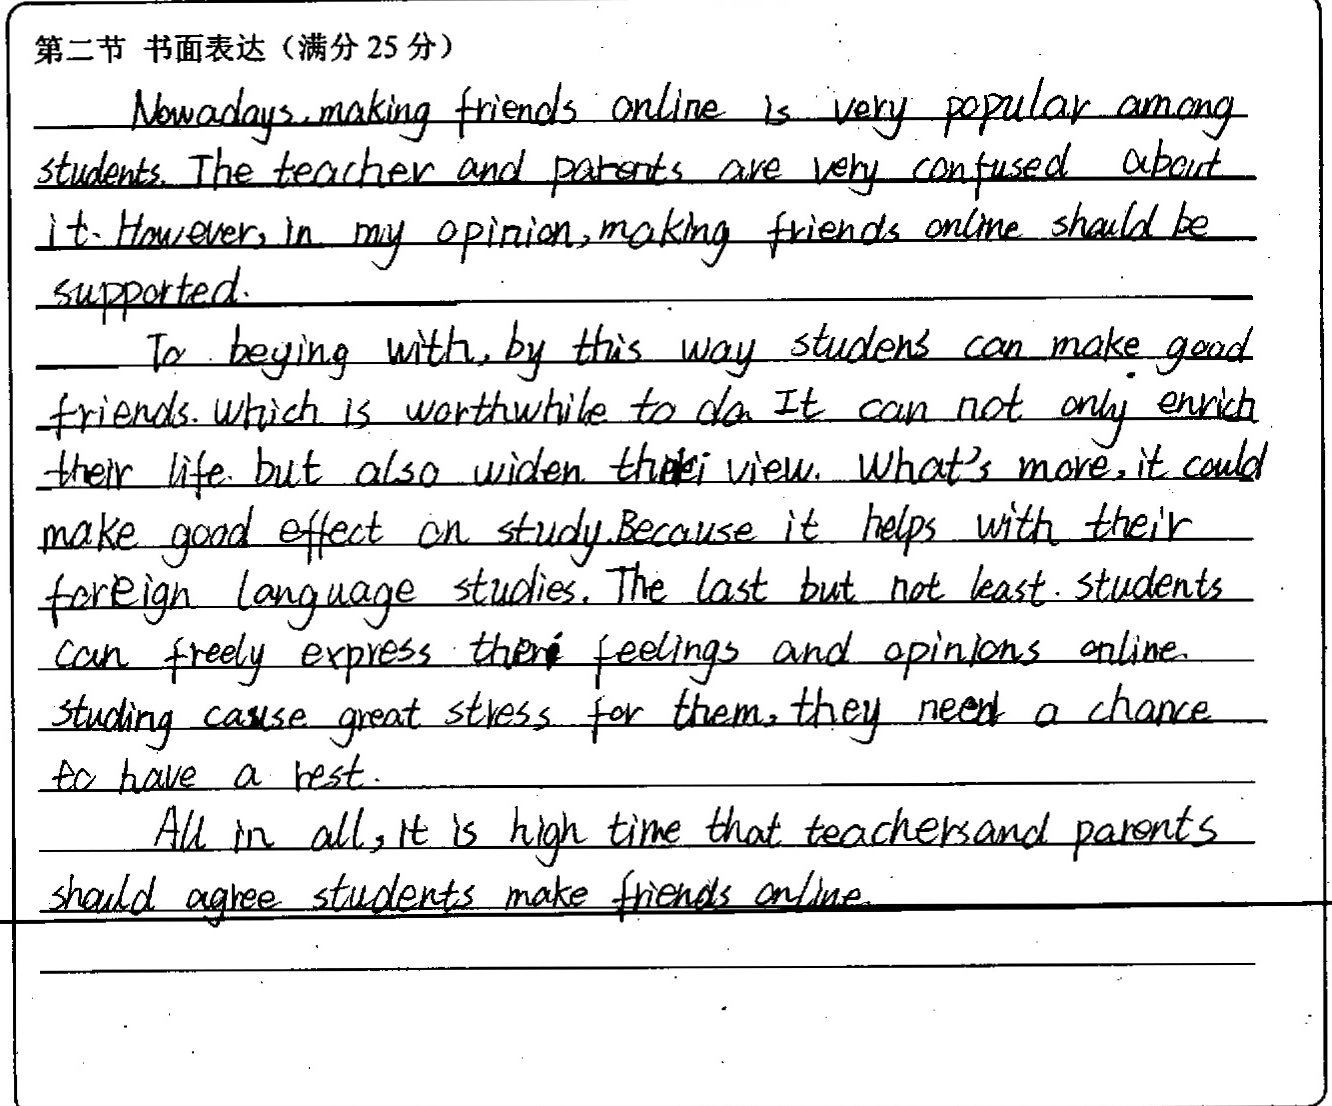 第二节 书面表达（满分 25 分）
Nowadays, making friends online is very popular among
students. The teacher and parents are very confused about
it. However, in my opinion, making friends online should be
supported.
To beging with, by this way studens can make good
friends. Which is worthwhile to do. It can not only enrich
their life. but also widen thei view. What's more, it could
make good effect on study. Because it helps with their
foreign language studies. The last but not least. students
can freely express their feelings and opinions online.
studing cause great stress for them, they need a chance
to have a rest.
All in all, it is high time that teachers and parents
should agree students make friends online.